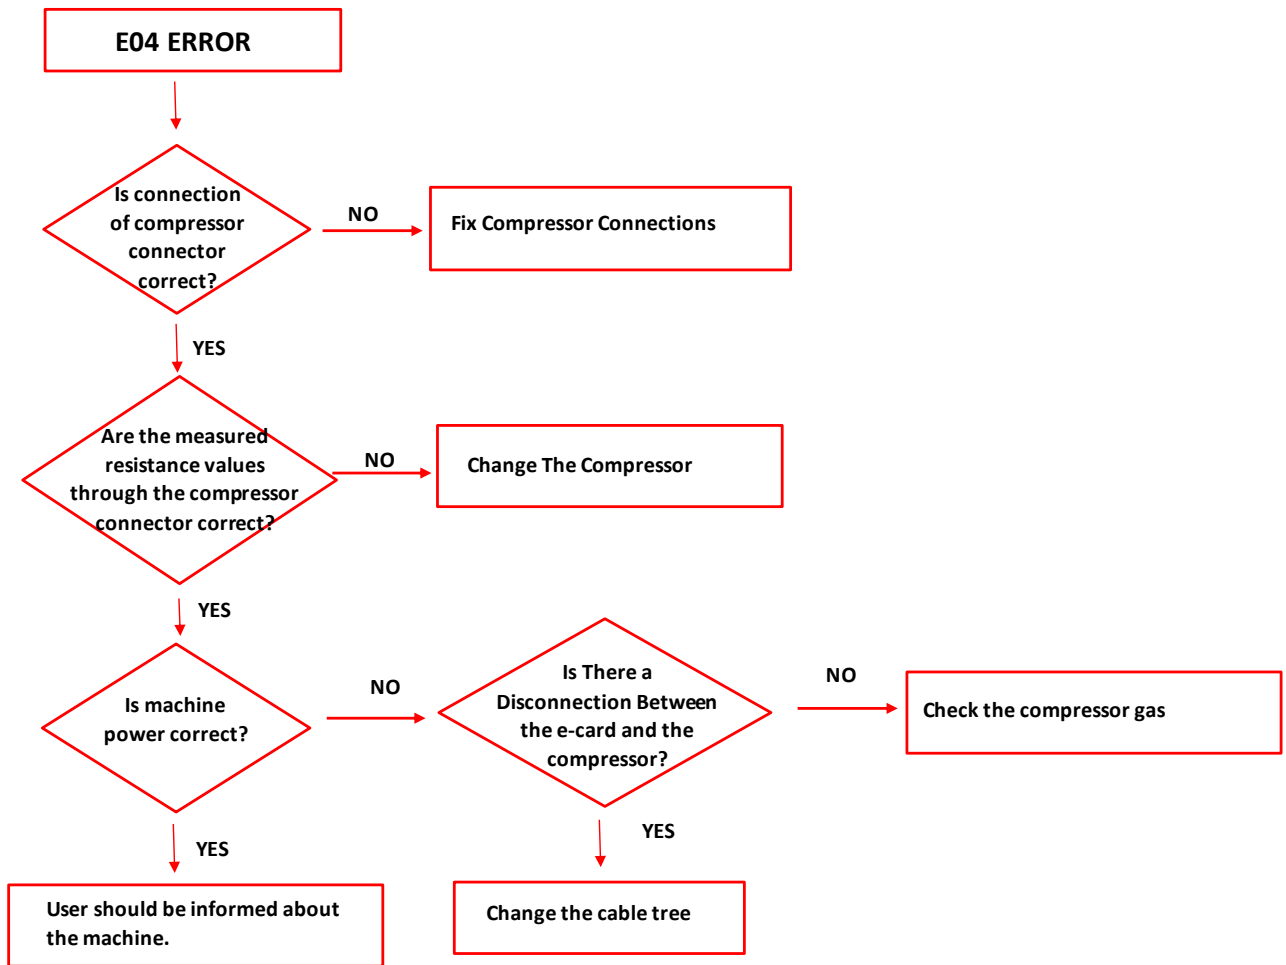 E04 ERROR
Is connection
of compressor
connector
correct?
NO
Fix Compressor Connections
YES
Are the measured
resistance values
through the compressor
connector correct?
NO
Change The Compressor
YES
Is machine
power correct?
NO
Is There a
Disconnection Between
the e-card and the
compressor?
NO
Check the compressor gas
YES
User should be informed about
the machine.
YES
Change the cable tree